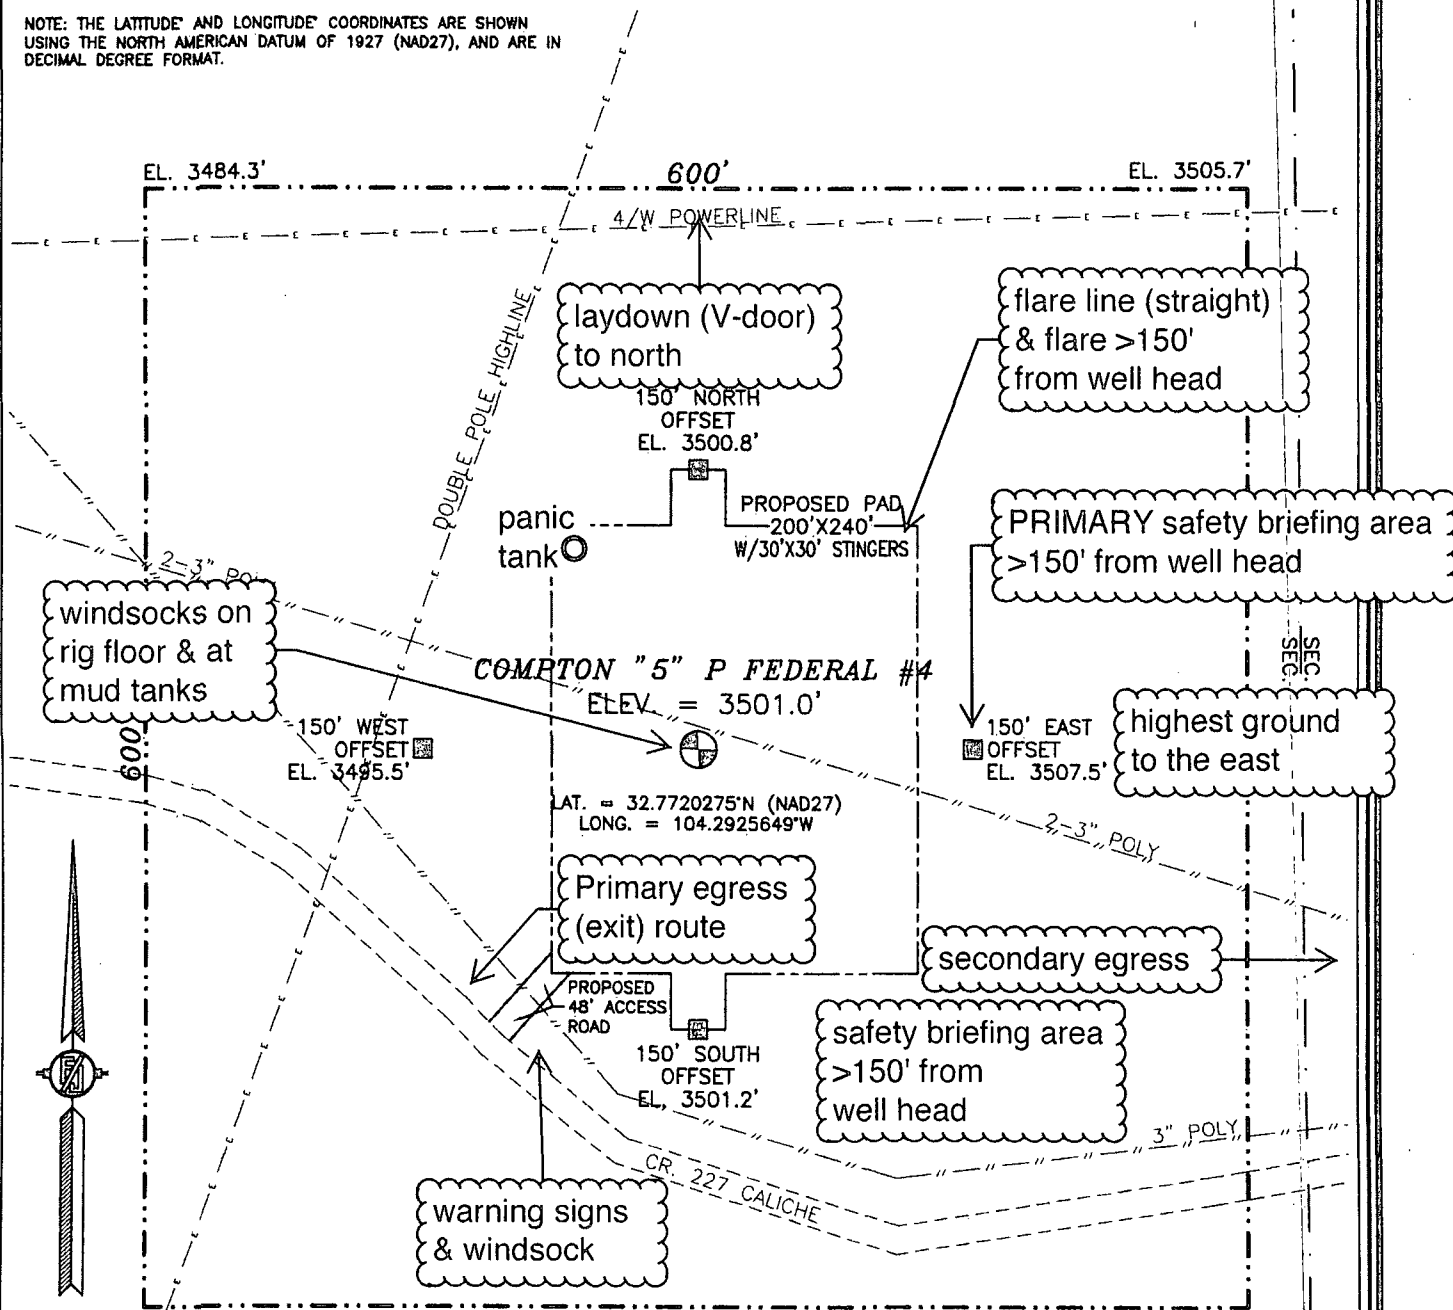 NOTE: THE LATITUDE AND LONGITUDE COORDINATES ARE SHOWN
USING THE NORTH AMERICAN DATUM OF 1927 (NAD27), AND ARE IN
DECIMAL DEGREE FORMAT.
EL. 3484.3'
600'
EL. 3505.7'
4/W POWERLINE
laydown (V-door)
to north
flare line (straight)
& flare >150'
from well head
DOUBLE POLE HIGHLINE
150' NORTH
OFFSET
EL. 3500.8'
panic
tank
PROPOSED PAD
200'X240'
W/30'X30' STINGERS
PRIMARY safety briefing area
>150' from well head
2-3" POLY
windsocks on
rig floor & at
mud tanks
COMPTON "5" P FEDERAL #4
ELEV. = 3501.0'
SEC
SEC
150' WEST
OFFSET
EL. 3495.5'
600'
150' EAST
OFFSET
EL. 3507.5'
highest ground
to the east
LAT. = 32.7720275°N (NAD27)
LONG. = 104.2925649°W
2-3" POLY
Primary egress
(exit) route
secondary egress
PROPOSED
48' ACCESS
ROAD
150' SOUTH
OFFSET
EL. 3501.2'
safety briefing area
>150' from
well head
3" POLY
CR. 227 CALICHE
warning signs
& windsock